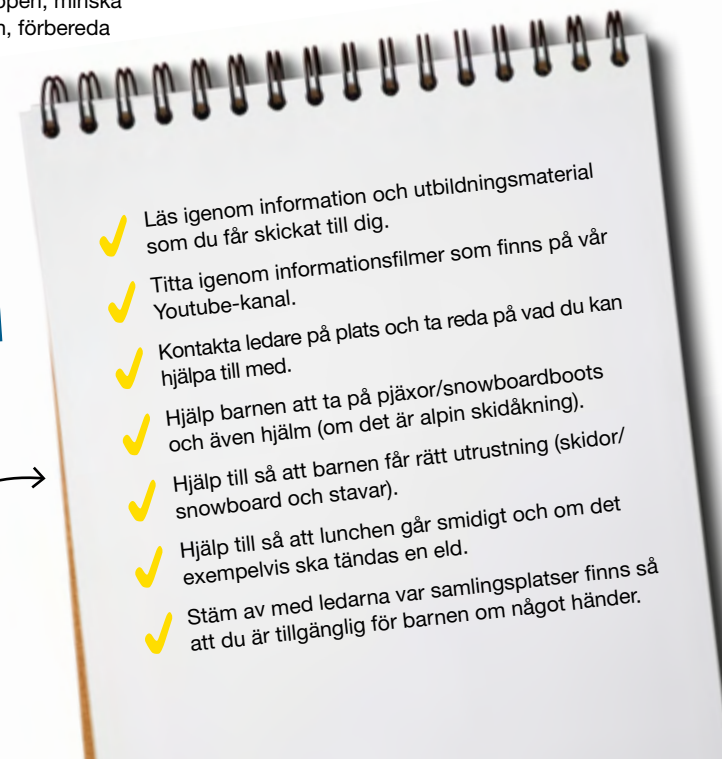 open, minska
, förbereda
Läs igenom information och utbildningsmaterial
som du får skickat till dig.
Titta igenom informationsfilmer som finns på vår
Youtube-kanal.
Kontakta ledare på plats och ta reda på vad du kan
hjälpa till med.
Hjälp barnen att ta på pjäxor/snowboardboots
och även hjälm (om det är alpin skidåkning).
Hjälp till så att barnen får rätt utrustning (skidor/
snowboard och stavar).
Hjälp till så att lunchen går smidigt och om det
exempelvis ska tändas en eld.
Stäm av med ledarna var samlingsplatser finns så
att du är tillgänglig för barnen om något händer.